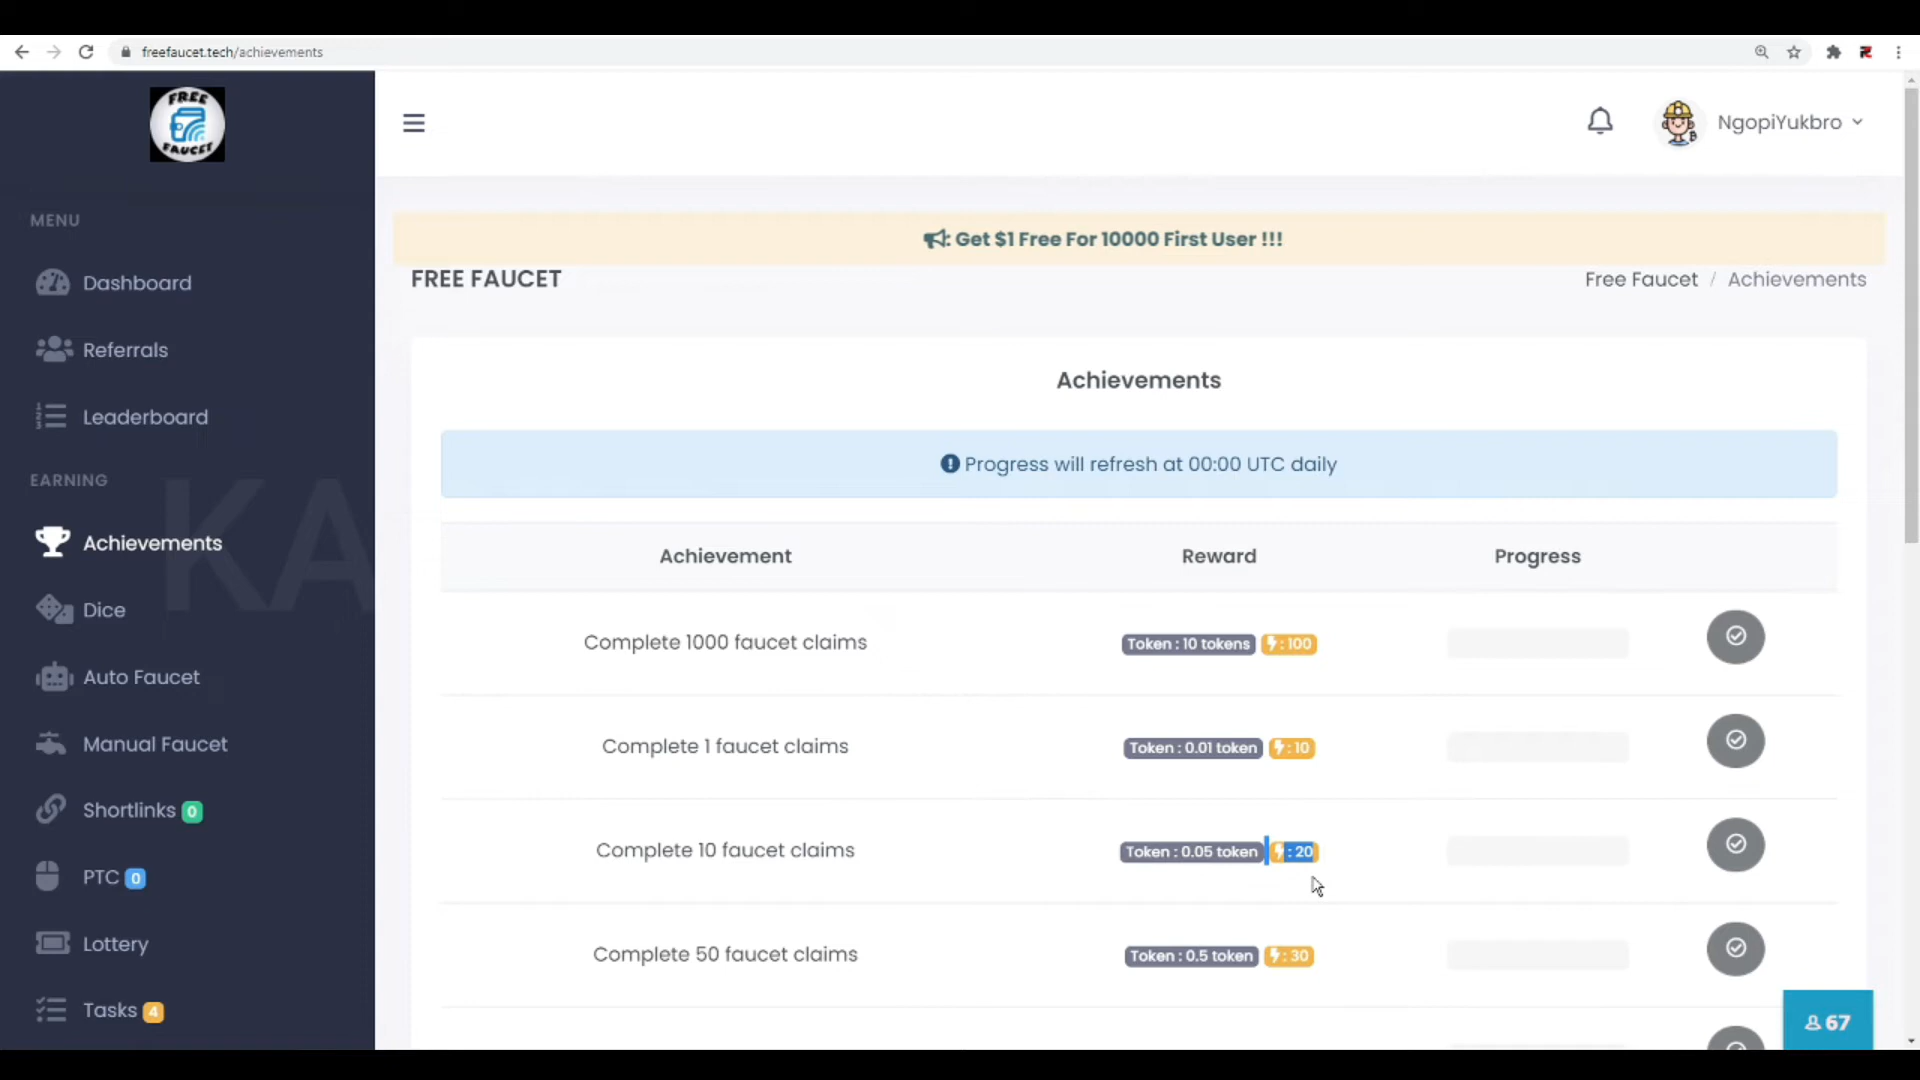 freefaucet.tech/achievements
FREE
FAUCET
NgopiYukbro
MENU
: Get $1 Free For 10000 First User !!!
FREE FAUCET
Free Faucet / Achievements
Dashboard
Referrals
Leaderboard
EARNING
Achievements
Dice
Auto Faucet
Manual Faucet
Shortlinks 0
PTC 0
Lottery
Tasks 4
KA
Achievements
Progress will refresh at 00:00 UTC daily
Achievement Reward Progress
Complete 1000 faucet claims Token : 10 tokens : 100
Complete 1 faucet claims Token : 0.01 token : 10
Complete 10 faucet claims Token : 0.05 token : 20
Complete 50 faucet claims Token : 0.5 token : 30
67